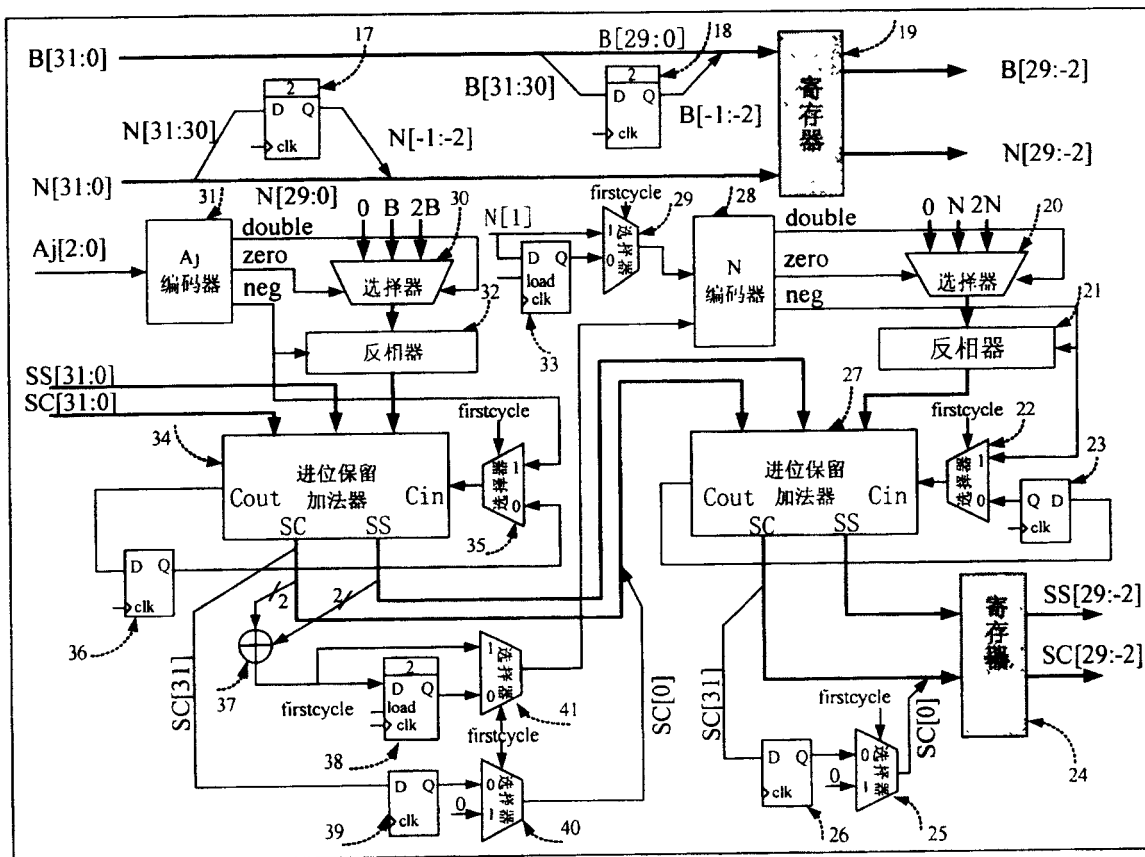 17
18
19
B[31:0]
B[29:0]
B[31:30]
2
D Q
clk
B[-1:-2]
寄存器
B[29:-2]
N[31:30]
2
D Q
clk
N[-1:-2]
N[29:-2]
N[31:0]
N[29:0]
31
30
firstcycle
29
28
20
Aj[2:0]
Aj
编码器
double
zero
neg
0 B 2B
选择器
N[1]
D Q
load
clk
1
0
选择器
N
编码器
double
zero
neg
0 N 2N
选择器
32
反相器
33
21
反相器
SS[31:0]
SC[31:0]
firstcycle
27
firstcycle
22
34
进位保留
加法器
Cout
Cin
SC
SS
选择器
1
0
35
进位保留
加法器
Cout
Cin
SC
SS
选择器
1
0
23
Q D
clk
D Q
clk
36
2
2
37
SC[31]
firstcycle
2
D Q
load
clk
38
1
0
选择器
41
firstcycle
SC[0]
D Q
clk
39
0
0
1
选择器
40
SC[31]
firstcycle
SC[0]
D Q
clk
26
0
0
1
选择器
25
寄存器
SS[29:-2]
SC[29:-2]
24